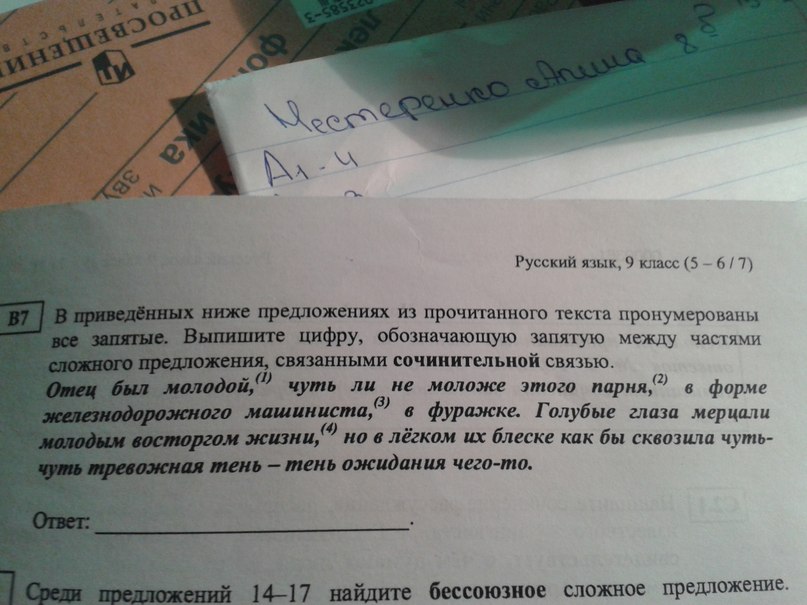 ПРОСВЕЩЕНИ
023585-3
Нестеренко
А1-4
Русский язык, 9 класс (5 – 6 / 7)
В7 В приведённых ниже предложениях из прочитанного текста пронумерованы
все запятые. Выпишите цифру, обозначающую запятую между частями
сложного предложения, связанными сочинительной связью.
Отец был молодой,(1) чуть ли не моложе этого парня,(2) в форме
железнодорожного машиниста,(3) в фуражке. Голубые глаза мерцали
молодым восторгом жизни,(4) но в лёгком их блеске как бы сквозила чуть-
чуть тревожная тень – тень ожидания чего-то.
Ответ: ______________________________.
Среди предложений 14–17 найдите бессоюзное сложное предложение.